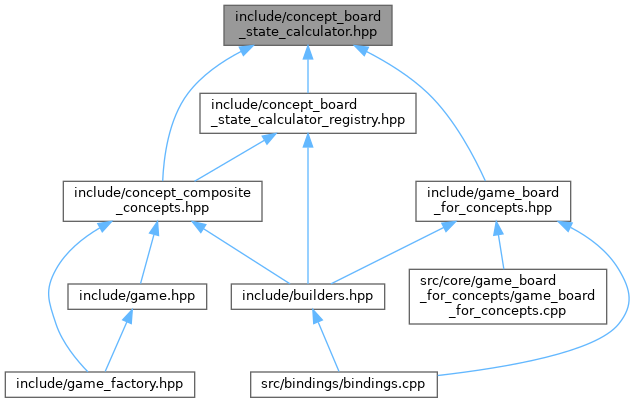 include/concept_board
_state_calculator.hpp
include/concept_board
_state_calculator_registry.hpp
include/concept_composite
_concepts.hpp
include/game_board
_for_concepts.hpp
include/game.hpp
include/builders.hpp
src/core/game_board
_for_concepts/game_board
_for_concepts.cpp
include/game_factory.hpp
src/bindings/bindings.cpp